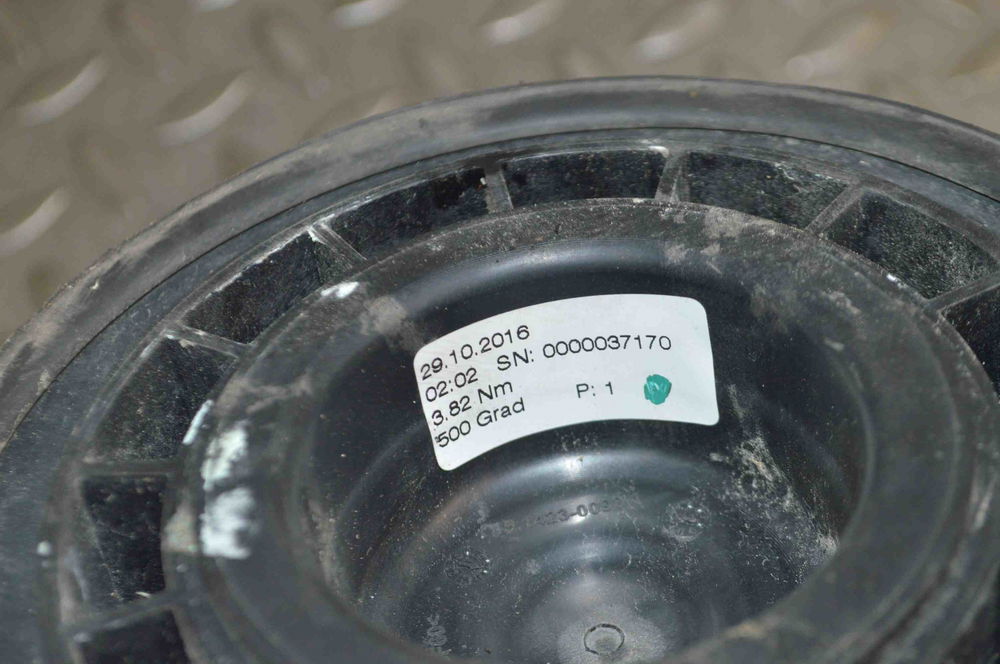 29.10.2016
02:02 SN: 0000037170
3.82 Nm P: 1
500 Grad